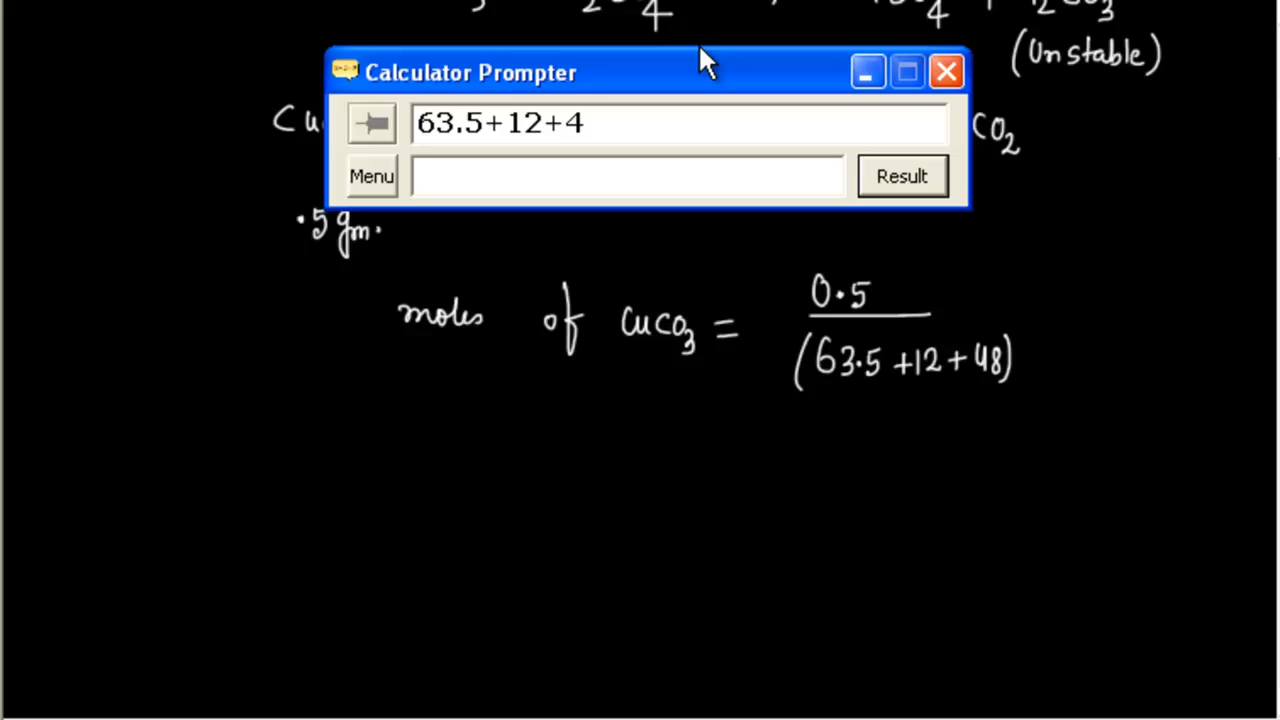 (Unstable)
Calculator Prompter
63.5+12+4
CO2
Menu
Result
.5 gm.
0.5
moles of CuCO3 =
(63.5 +12 + 48)